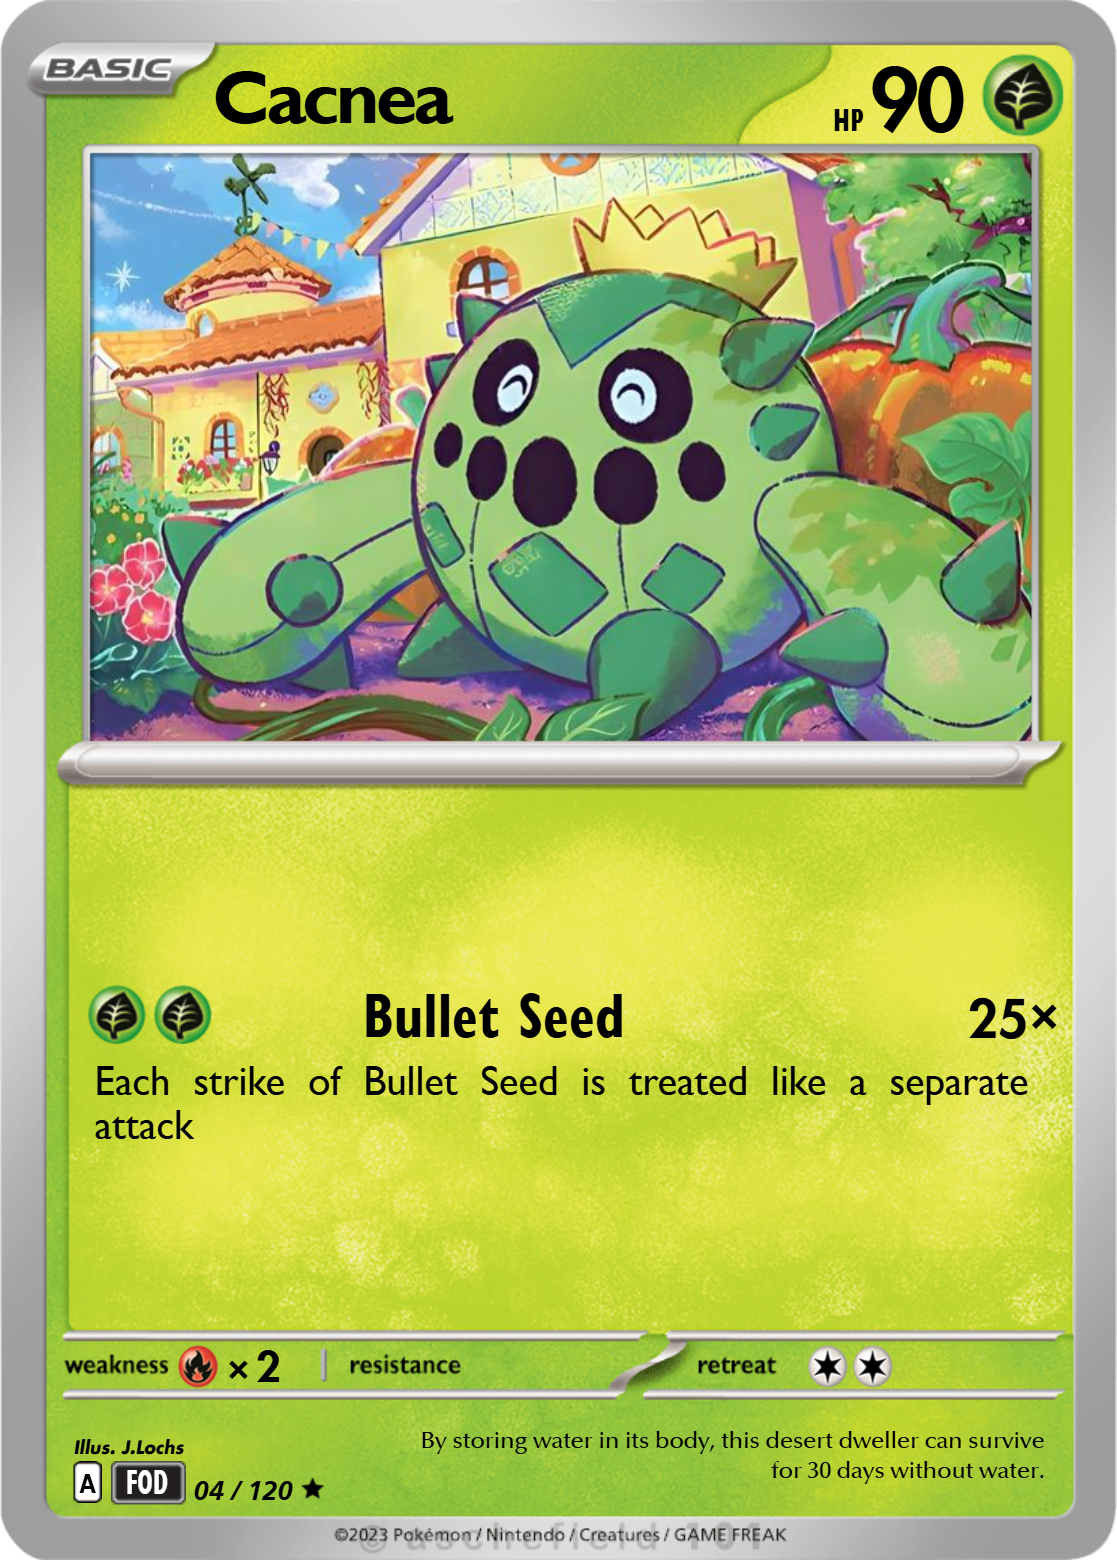 BASIC
Cacnea
HP 90
Bullet Seed 25×
Each strike of Bullet Seed is treated like a separate
attack
weakness × 2 resistance retreat
Illus. J.Lochs
A FOD 04 / 120 ★
By storing water in its body, this desert dweller can survive
for 30 days without water.
©2023 Pokémon / Nintendo / Creatures / GAME FREAK